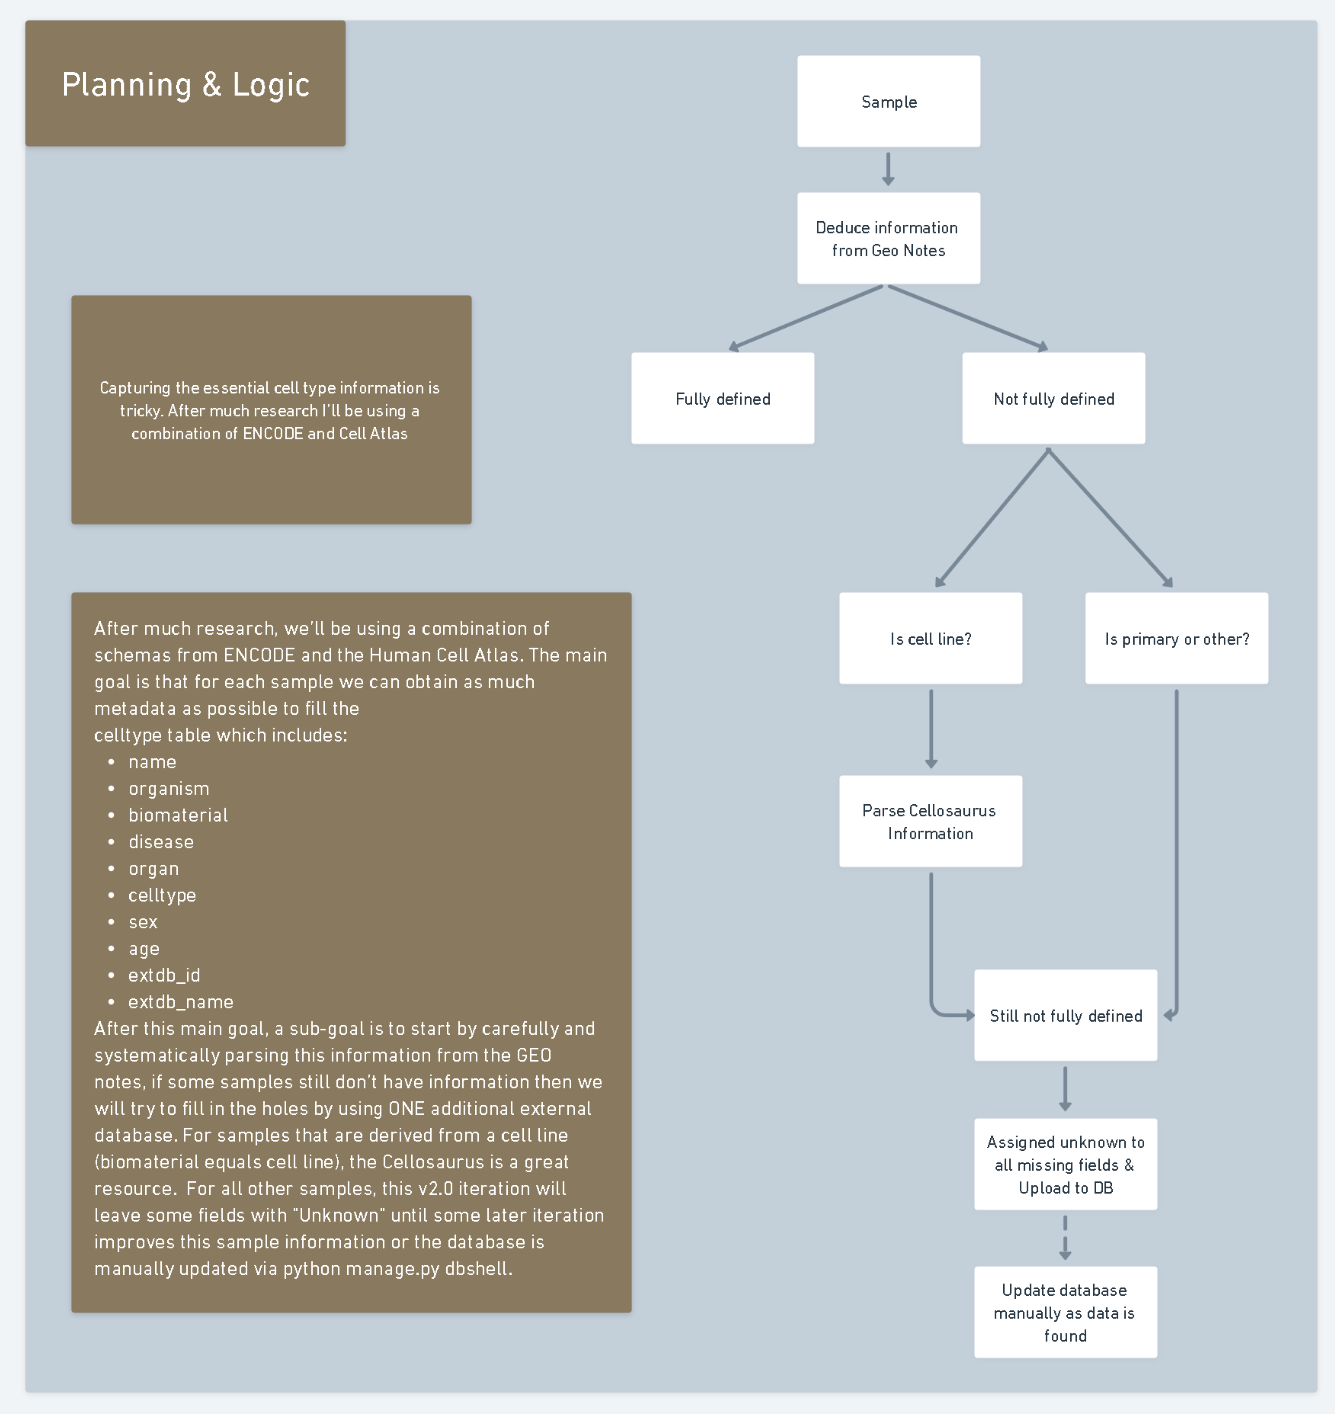 Planning & Logic
Sample
Deduce information
from Geo Notes
Fully defined
Not fully defined
Capturing the essential cell type information is
tricky. After much research I'll be using a
combination of ENCODE and Cell Atlas
Is cell line?
Is primary or other?
Parse Cellosaurus
Information
Still not fully defined
Assigned unknown to
all missing fields &
Upload to DB
Update database
manually as data is
found
After much research, we'll be using a combination of
schemas from ENCODE and the Human Cell Atlas. The main
goal is that for each sample we can obtain as much
metadata as possible to fill the
celltype table which includes:
• name
• organism
• biomaterial
• disease
• organ
• celltype
• sex
• age
• extdb_id
• extdb_name
After this main goal, a sub-goal is to start by carefully and
systematically parsing this information from the GEO
notes, if some samples still don't have information then we
will try to fill in the holes by using ONE additional external
database. For samples that are derived from a cell line
(biomaterial equals cell line), the Cellosaurus is a great
resource.  For all other samples, this v2.0 iteration will
leave some fields with "Unknown" until some later iteration
improves this sample information or the database is
manually updated via python manage.py dbshell.